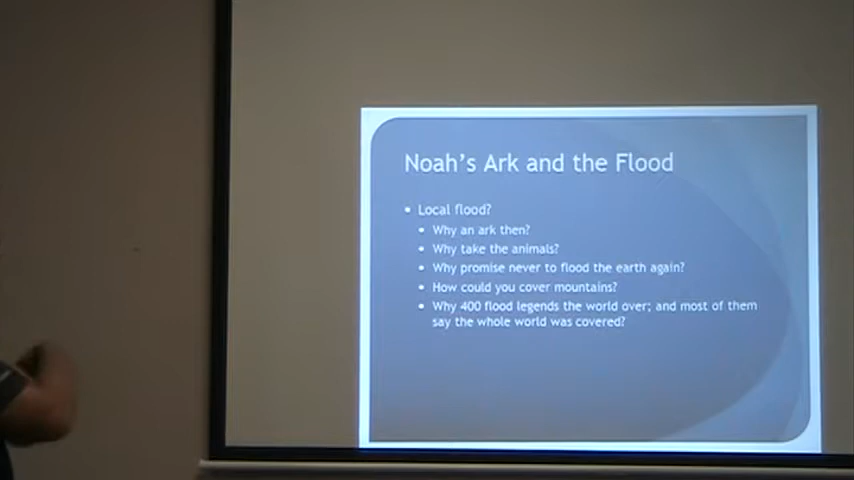 Noah's Ark and the Flood
• Local flood?
• Why an ark then?
• Why take the animals?
• Why promise never to flood the earth again?
• How could you cover mountains?
• Why 400 flood legends the world over; and most of them
say the whole world was covered?